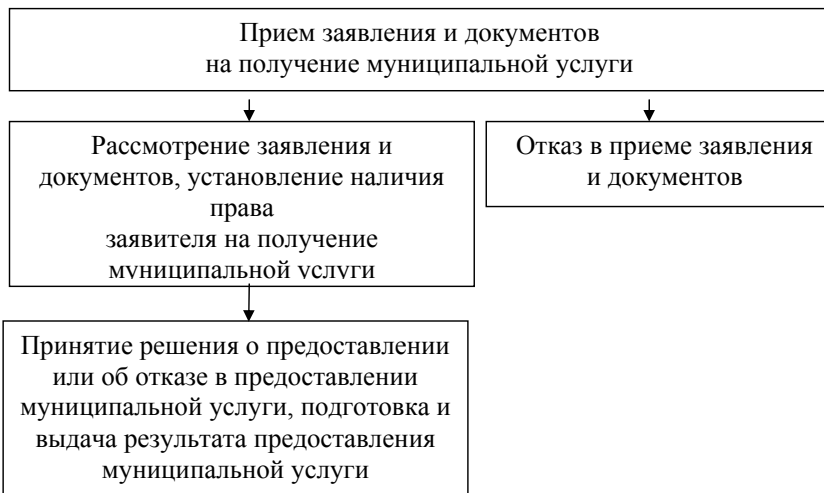 Прием заявления и документов
на получение муниципальной услуги
Рассмотрение заявления и
документов, установление наличия
права
заявителя на получение
муниципальной услуги
Отказ в приеме заявления
и документов
Принятие решения о предоставлении
или об отказе в предоставлении
муниципальной услуги, подготовка и
выдача результата предоставления
муниципальной услуги